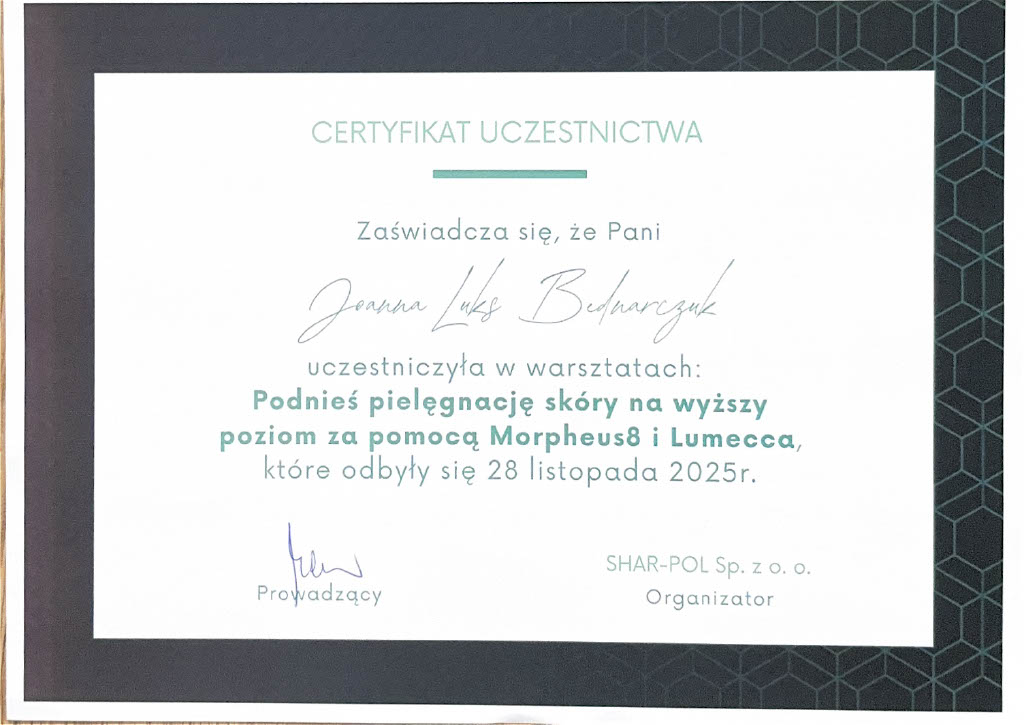 CERTYFIKAT UCZESTNICTWA
Zaświadcza się, że Pani
Joanna Luks Bednarczuk
uczestniczyła w warsztatach:
Podnieś pielęgnację skóry na wyższy
poziom za pomocą Morpheus8 i Lumecca,
które odbyły się 28 listopada 2025r.
Prowadzący
SHAR-POL Sp. z o. o.
Organizator